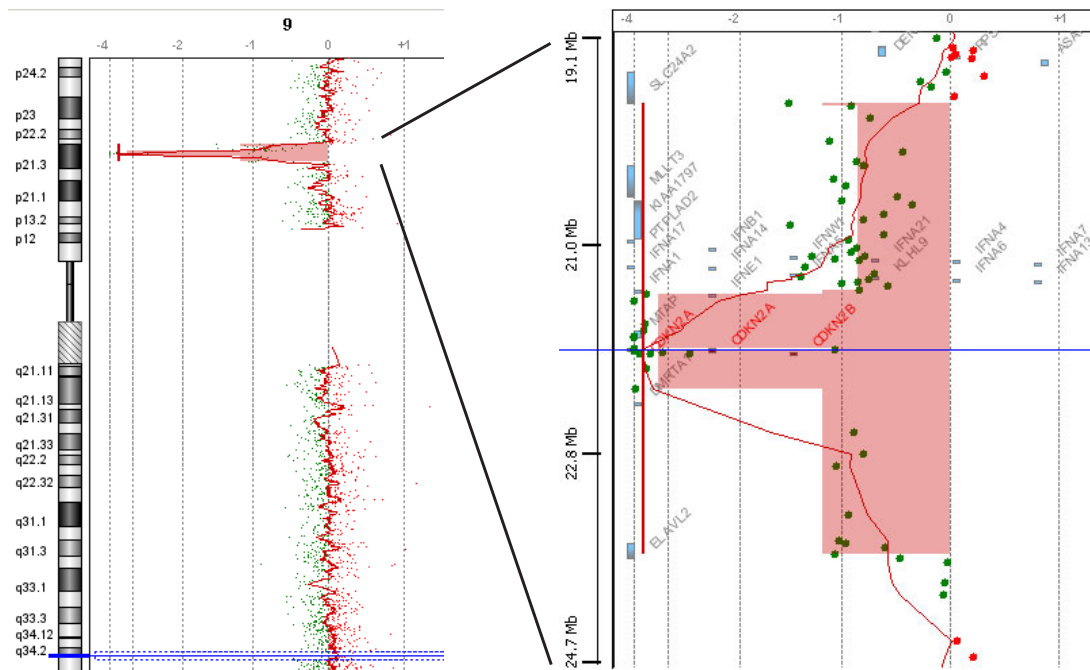 9
-4 -2 -1 0 +1
p24.2
p23
p22.2
p21.3
p21.1
p13.2
p12
q21.11
q21.13
q21.31
q21.33
q22.2
q22.32
q31.1
q31.3
q33.1
q33.3
q34.12
q34.2
-4 -2 -1 0 +1
19.1 Mb
21.0 Mb
22.8 Mb
24.7 Mb
SLC24A2
MLLT3
KIAA1797
PTPLAD2
IFNB1
IFNA17
IFNA14
IFNW1
IFNA21
IFNA4
IFNA7
IFNA1
IFNE1
KLHL9
IFNA6
MTAP
CDKN2A
CDKN2B
ELAVL2